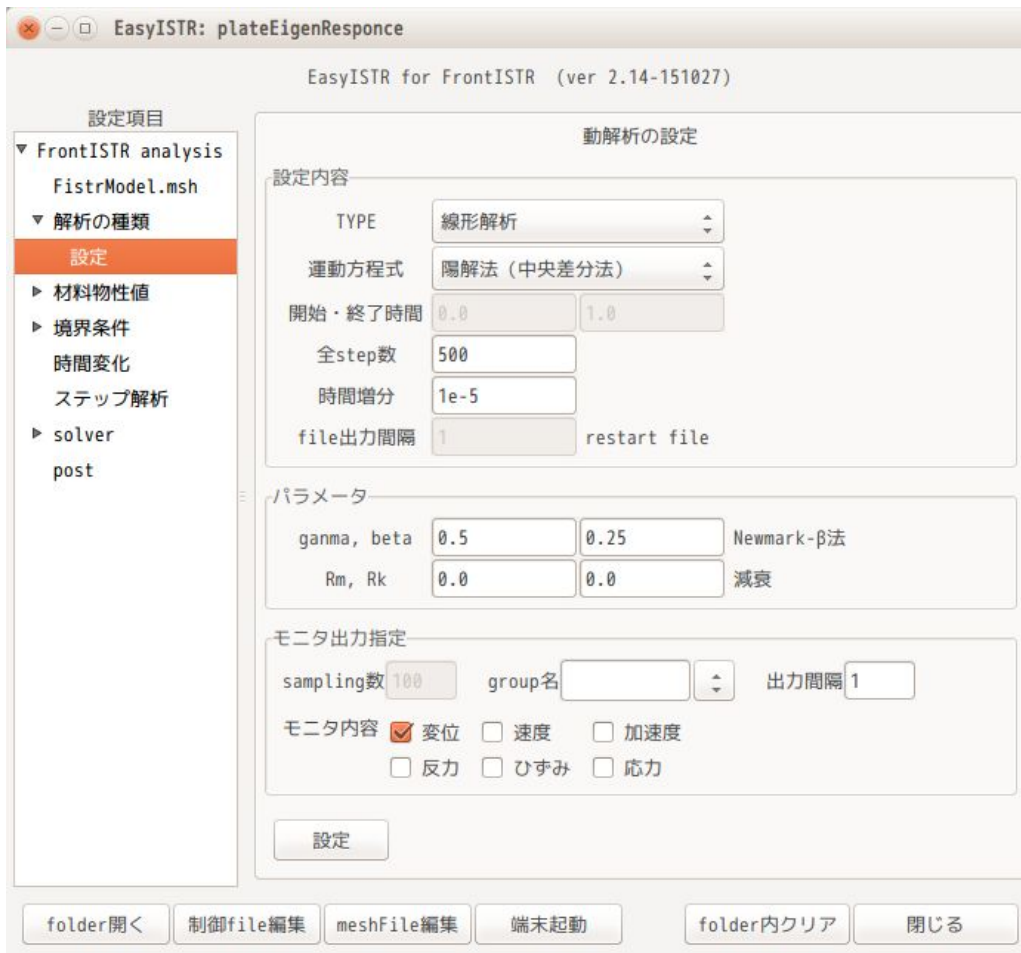 EasyISTR: plateEigenResponce
EasyISTR for FrontISTR (ver 2.14-151027)
設定項目
FrontISTR analysis
FistrModel.msh
解析の種類
設定
材料物性値
境界条件
時間変化
ステップ解析
solver
post
動解析の設定
設定内容
TYPE 線形解析
運動方程式 陽解法（中央差分法）
開始・終了時間 0.0 1.0
全step数 500
時間増分 1e-5
file出力間隔 1 restart file
パラメータ
ganma, beta 0.5 0.25 Newmark-β法
Rm, Rk 0.0 0.0 減衰
モニタ出力指定
sampling数 100 group名 出力間隔 1
モニタ内容 変位 速度 加速度
反力 ひずみ 応力
設定
folder開く 制御file編集 meshFile編集 端末起動 folder内クリア 閉じる